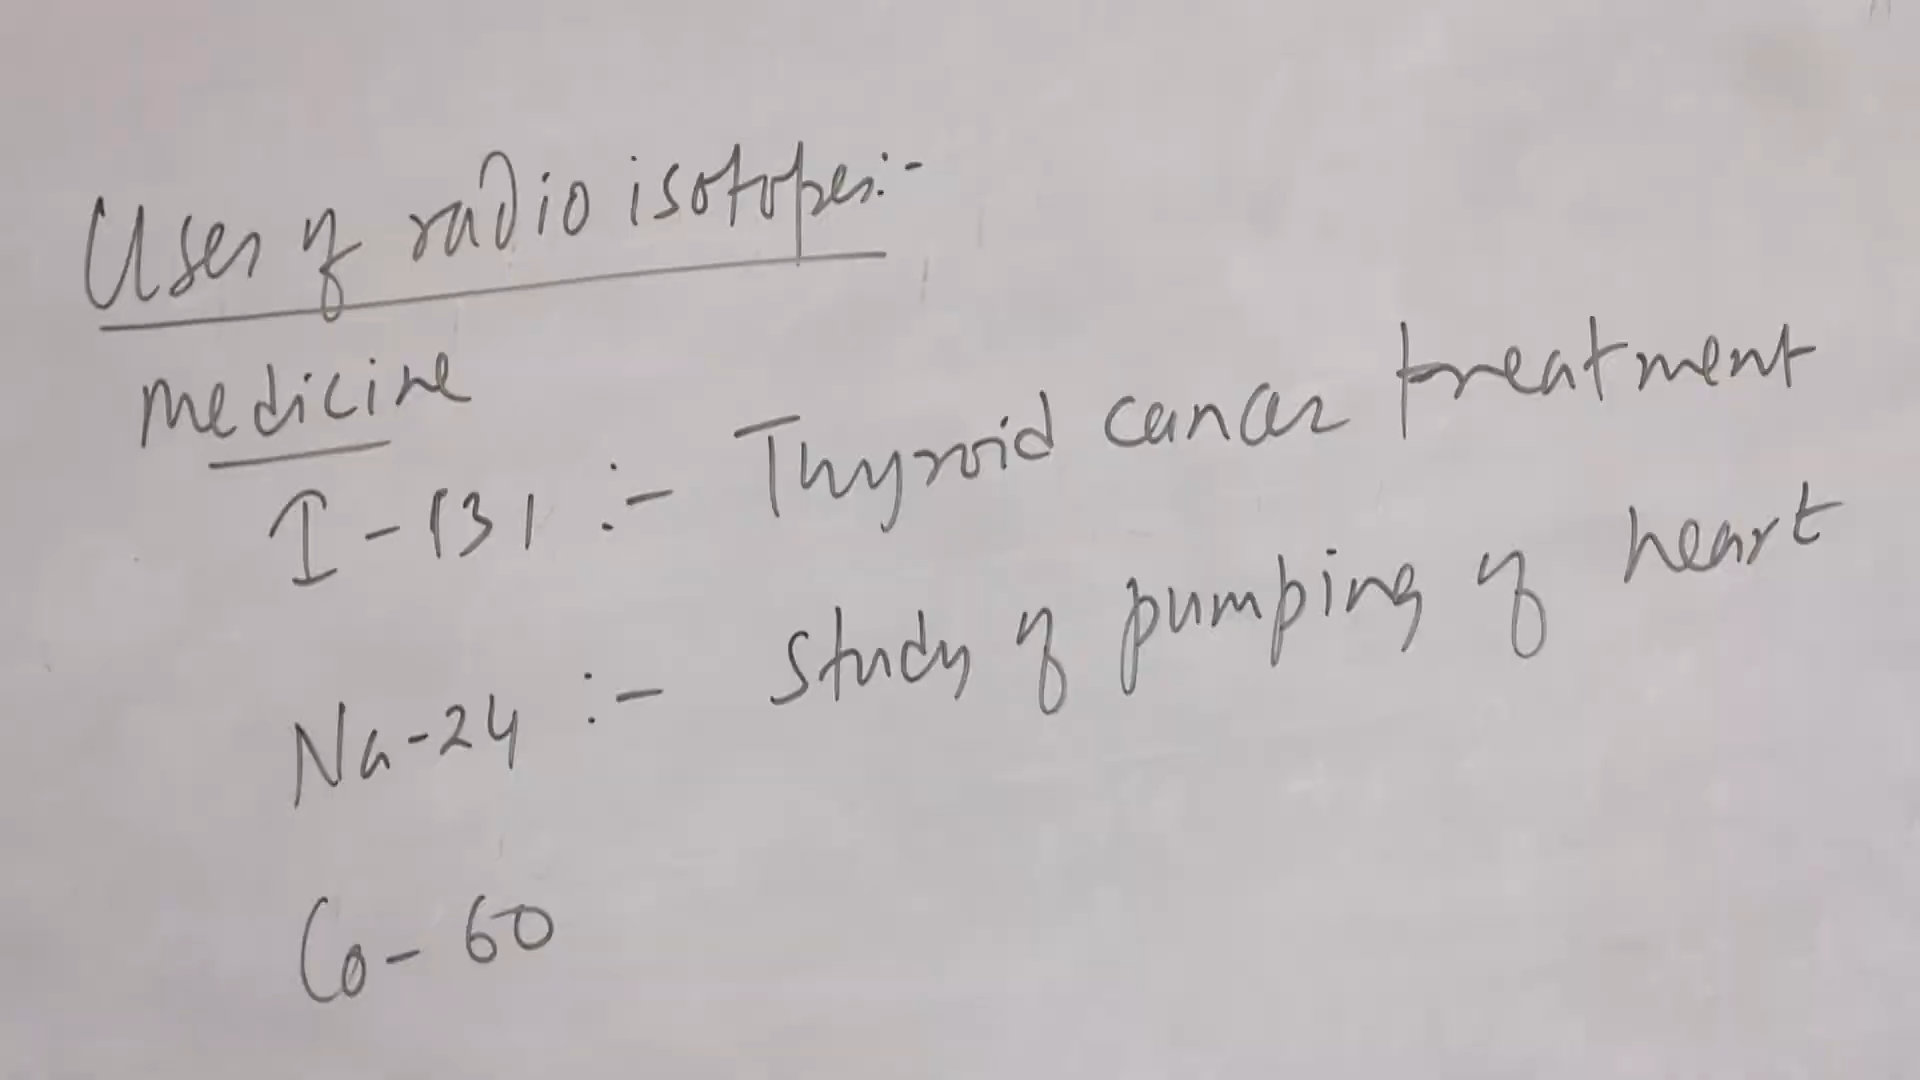 Uses of radio isotopes:-
medicine
I-131 :- Thyroid cancer treatment
Na-24 :- study of pumping of heart
Co-60